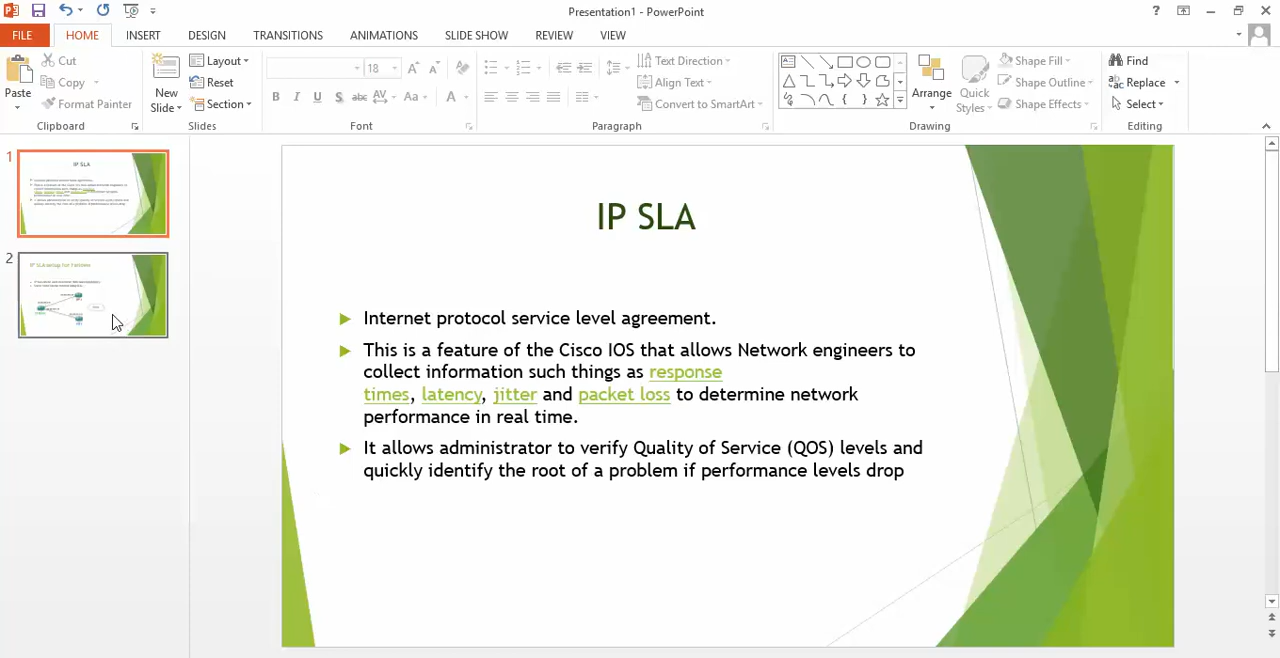 Presentation1 - PowerPoint
FILE HOME INSERT DESIGN TRANSITIONS ANIMATIONS SLIDE SHOW REVIEW VIEW
Paste
Cut
Copy
Format Painter
Clipboard
New
Slide
Layout
Reset
Section
Slides
18
Font
Text Direction
Align Text
Convert to SmartArt
Paragraph
Arrange
Quick
Styles
Shape Fill
Shape Outline
Shape Effects
Drawing
Find
Replace
Select
Editing
1
IP SLA
2
IP SLA
Internet protocol service level agreement.
This is a feature of the Cisco IOS that allows Network engineers to
collect information such things as response
times, latency, jitter and packet loss to determine network
performance in real time.
It allows administrator to verify Quality of Service (QOS) levels and
quickly identify the root of a problem if performance levels drop